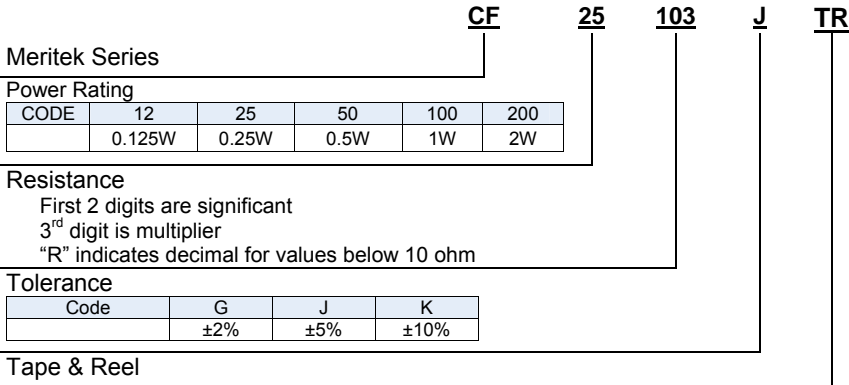 CF 25 103 J TR
Meritek Series
Power Rating
CODE 12 25 50 100 200
0.125W 0.25W 0.5W 1W 2W
Resistance
First 2 digits are significant
3rd digit is multiplier
“R” indicates decimal for values below 10 ohm
Tolerance
Code G J K
±2% ±5% ±10%
Tape & Reel